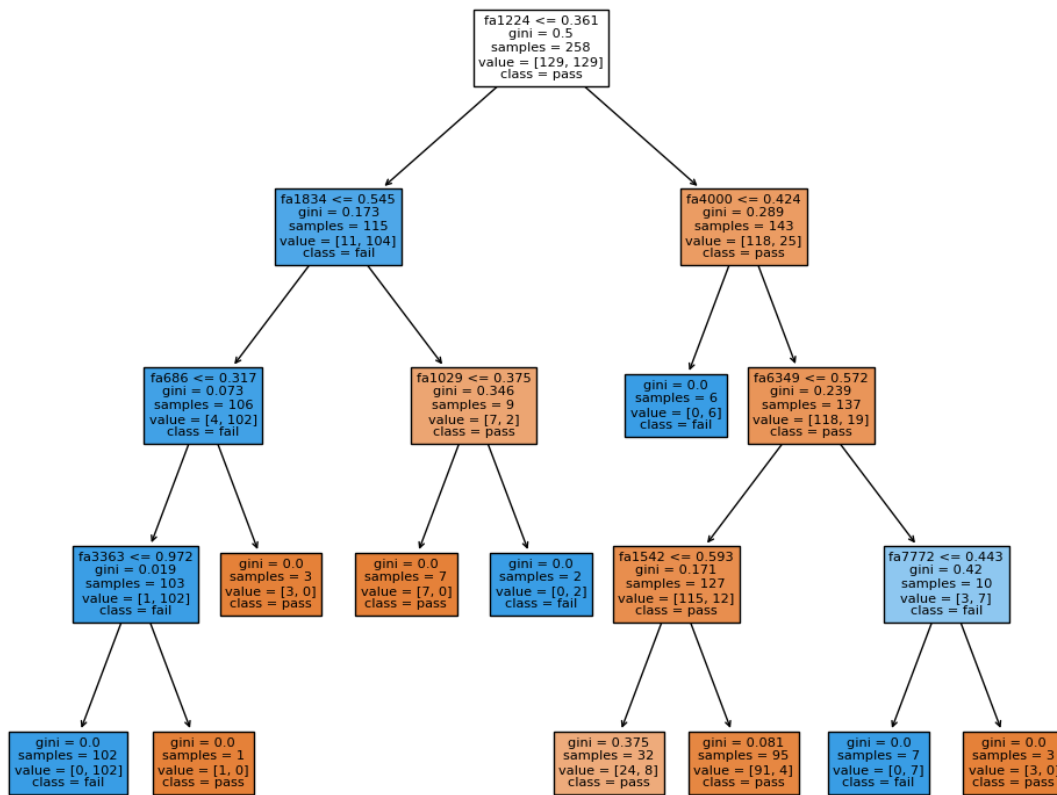 fa1224 <= 0.361
gini = 0.5
samples = 258
value = [129, 129]
class = pass
fa1834 <= 0.545
gini = 0.173
samples = 115
value = [11, 104]
class = fail
fa4000 <= 0.424
gini = 0.289
samples = 143
value = [118, 25]
class = pass
fa686 <= 0.317
gini = 0.073
samples = 106
value = [4, 102]
class = fail
fa1029 <= 0.375
gini = 0.346
samples = 9
value = [7, 2]
class = pass
gini = 0.0
samples = 6
value = [0, 6]
class = fail
fa6349 <= 0.572
gini = 0.239
samples = 137
value = [118, 19]
class = pass
fa3363 <= 0.972
gini = 0.019
samples = 103
value = [1, 102]
class = fail
gini = 0.0
samples = 3
value = [3, 0]
class = pass
gini = 0.0
samples = 7
value = [7, 0]
class = pass
gini = 0.0
samples = 2
value = [0, 2]
class = fail
fa1542 <= 0.593
gini = 0.171
samples = 127
value = [115, 12]
class = pass
fa7772 <= 0.443
gini = 0.42
samples = 10
value = [3, 7]
class = fail
gini = 0.0
samples = 102
value = [0, 102]
class = fail
gini = 0.0
samples = 1
value = [1, 0]
class = pass
gini = 0.375
samples = 32
value = [24, 8]
class = pass
gini = 0.081
samples = 95
value = [91, 4]
class = pass
gini = 0.0
samples = 7
value = [0, 7]
class = fail
gini = 0.0
samples = 3
value = [3, 0]
class = pass